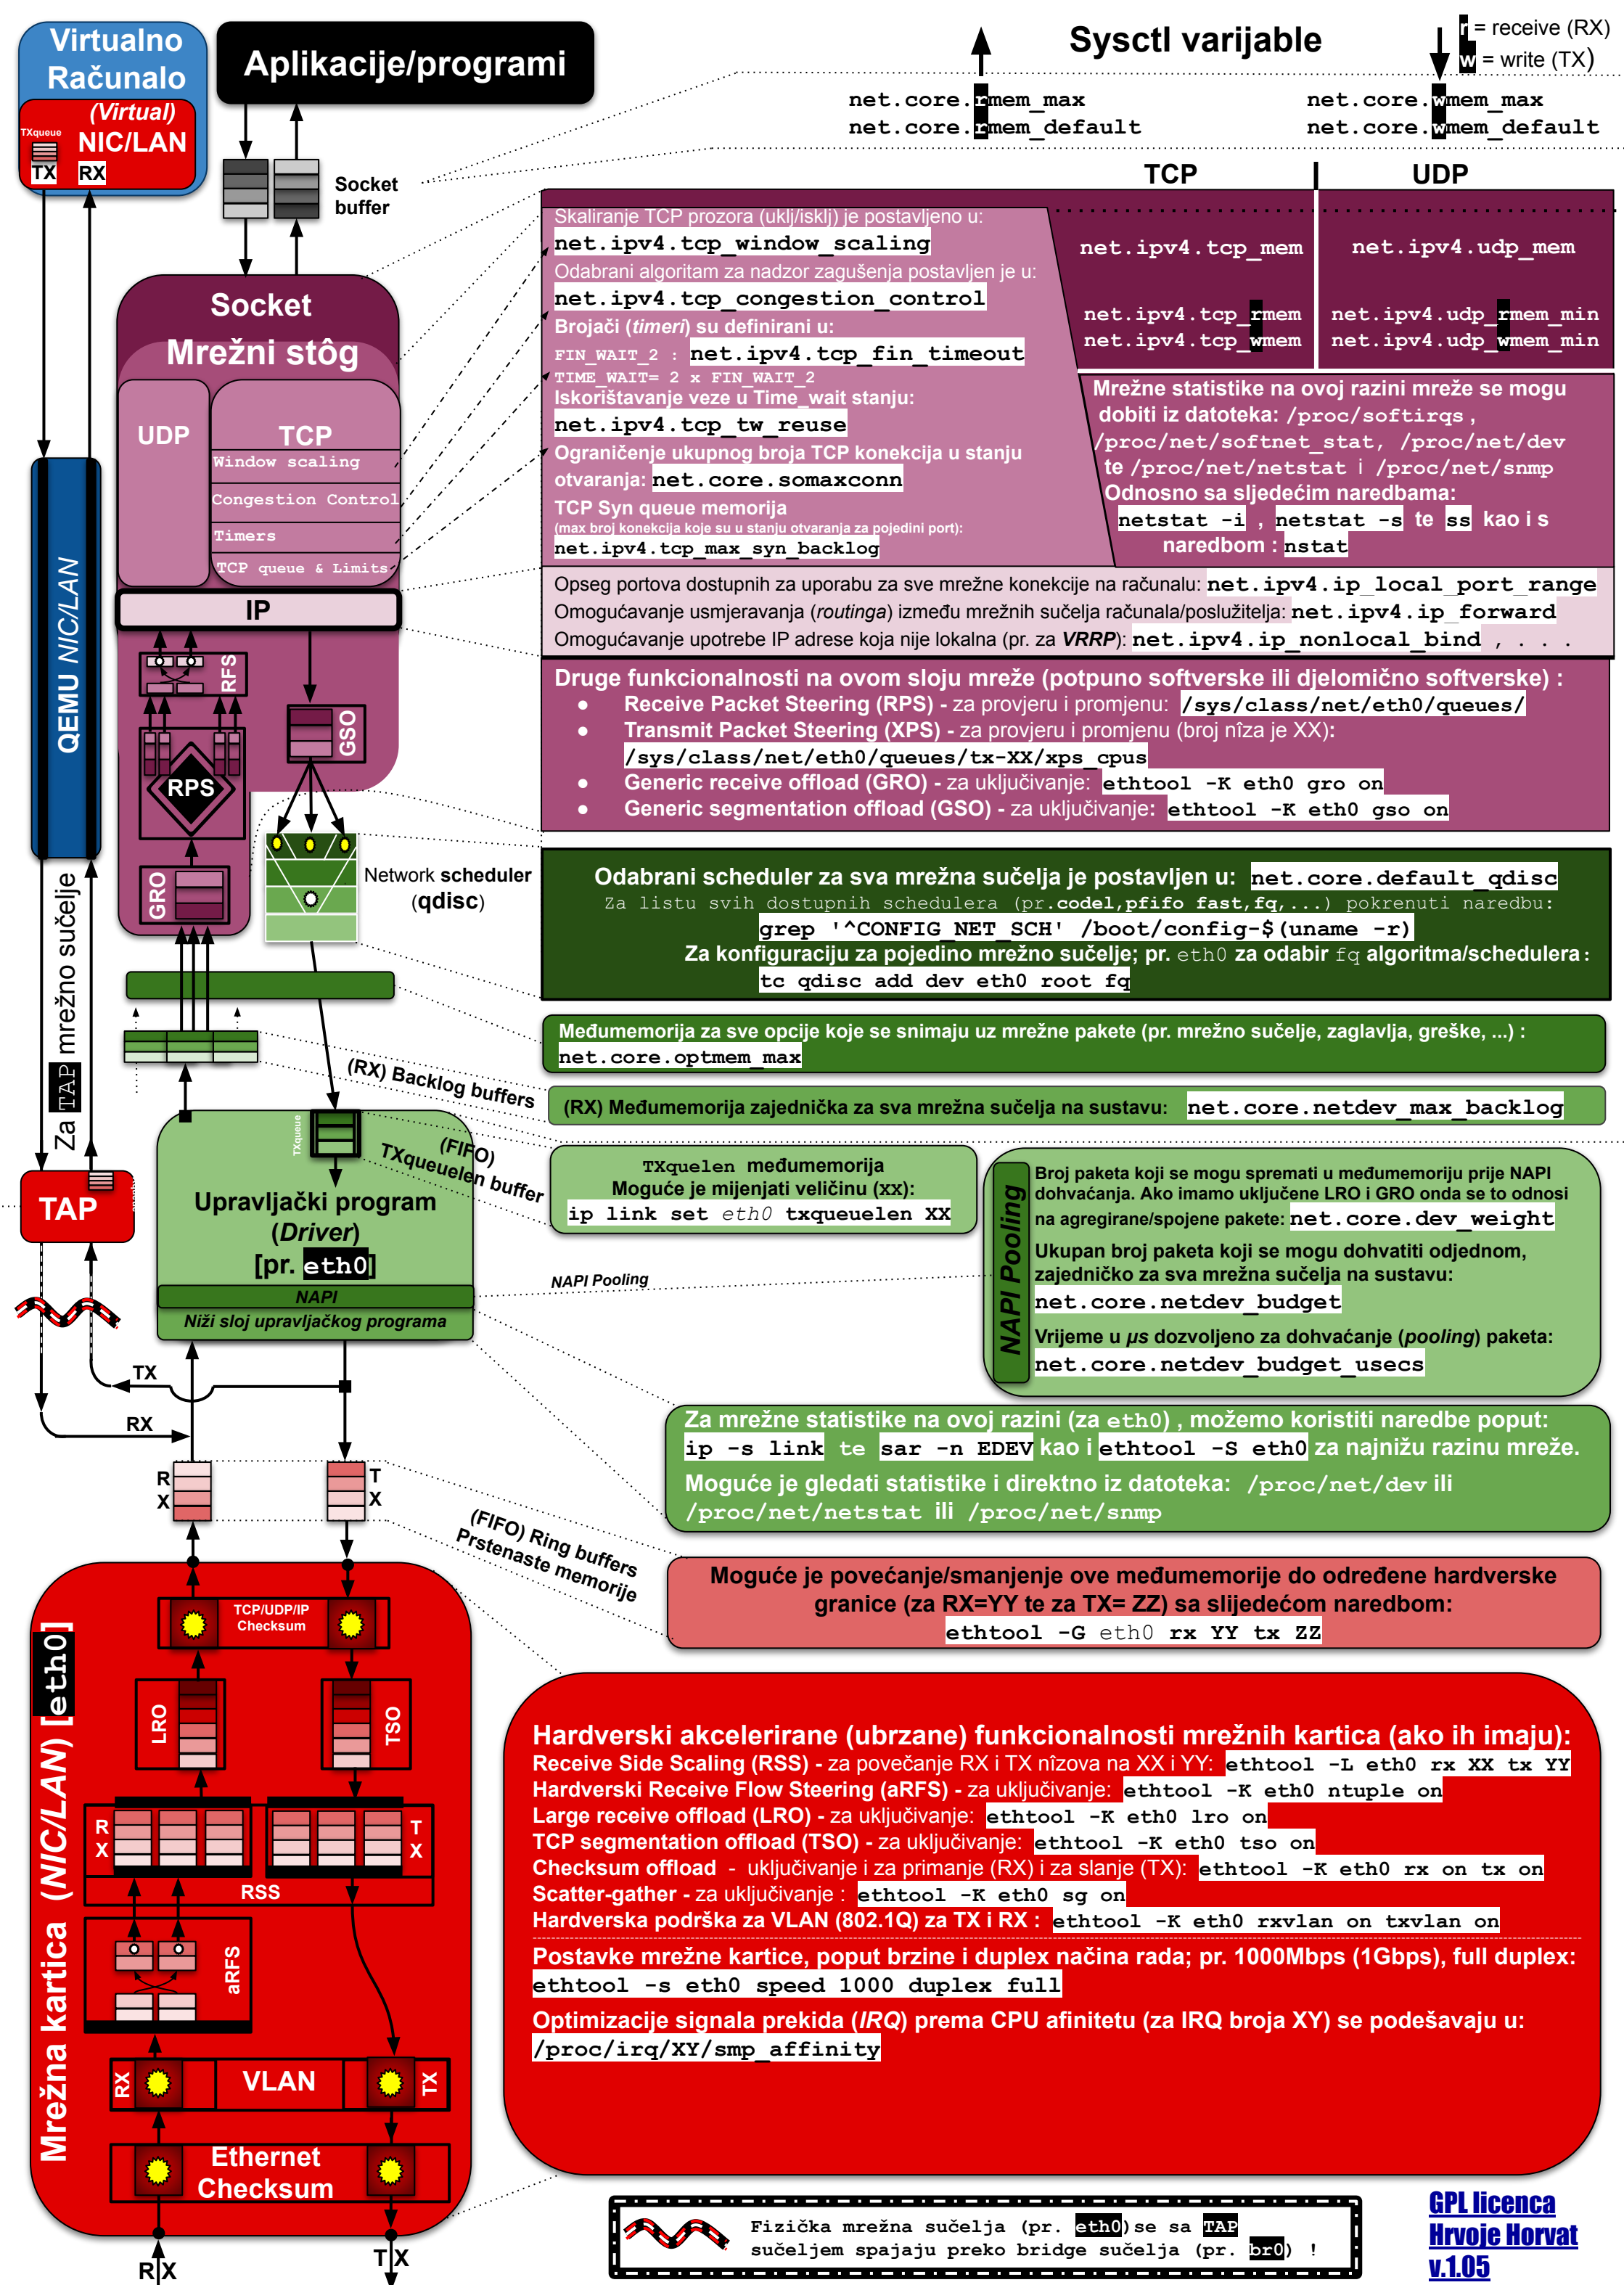 Virtualno
Računalo
(Virtual)
NIC/LAN
TXqueue
TX RX
Aplikacije/programi
Sysctl varijable
r = receive (RX)
w = write (TX)
net.core.rmem_max
net.core.rmem_default
net.core.wmem_max
net.core.wmem_default
Socket
buffer
TCP | UDP
Socket
Mrežni stôg
UDP
TCP
Window scaling
Congestion Control
Timers
TCP queue & Limits
IP
Skaliranje TCP prozora (uklj/isklj) je postavljeno u:
net.ipv4.tcp_window_scaling
Odabrani algoritam za nadzor zagušenja postavljen je u:
net.ipv4.tcp_congestion_control
Brojači (timeri) su definirani u:
FIN_WAIT_2 : net.ipv4.tcp_fin_timeout
TIME_WAIT= 2 x FIN_WAIT_2
Iskorištavanje veze u Time_wait stanju:
net.ipv4.tcp_tw_reuse
Ograničenje ukupnog broja TCP konekcija u stanju
otvaranja: net.core.somaxconn
TCP Syn queue memorija
(max broj konekcija koje su u stanju otvaranja za pojedini port):
net.ipv4.tcp_max_syn_backlog
net.ipv4.tcp_mem
net.ipv4.udp_mem
net.ipv4.tcp_rmem
net.ipv4.tcp_wmem
net.ipv4.udp_rmem_min
net.ipv4.udp_wmem_min
Mrežne statistike na ovoj razini mreže se mogu
dobiti iz datoteka: /proc/softirqs ,
/proc/net/softnet_stat, /proc/net/dev
te /proc/net/netstat i /proc/net/snmp
Odnosno sa sljedećim naredbama:
netstat -i , netstat -s te ss kao i s
naredbom : nstat
Opseg portova dostupnih za uporabu za sve mrežne konekcije na računalu: net.ipv4.ip_local_port_range
Omogućavanje usmjeravanja (routinga) između mrežnih sučelja računala/poslužitelja: net.ipv4.ip_forward
Omogućavanje upotrebe IP adrese koja nije lokalna (pr. za VRRP): net.ipv4.ip_nonlocal_bind , . . .
QEMU NIC/LAN
RFS
RPS
GRO
GSO
Druge funkcionalnosti na ovom sloju mreže (potpuno softverske ili djelomično softverske) :
● Receive Packet Steering (RPS) - za provjeru i promjenu: /sys/class/net/eth0/queues/
● Transmit Packet Steering (XPS) - za provjeru i promjenu (broj nîza je XX):
/sys/class/net/eth0/queues/tx-XX/xps_cpus
● Generic receive offload (GRO) - za uključivanje: ethtool -K eth0 gro on
● Generic segmentation offload (GSO) - za uključivanje: ethtool -K eth0 gso on
Network scheduler
(qdisc)
Odabrani scheduler za sva mrežna sučelja je postavljen u: net.core.default_qdisc
Za listu svih dostupnih schedulera (pr.codel,pfifo fast,fq,...) pokrenuti naredbu:
grep '^CONFIG_NET_SCH' /boot/config-$(uname -r)
Za konfiguraciju za pojedino mrežno sučelje; pr. eth0 za odabir fq algoritma/schedulera:
tc qdisc add dev eth0 root fq
Za TAP mrežno sučelje
Međumemorija za sve opcije koje se snimaju uz mrežne pakete (pr. mrežno sučelje, zaglavlja, greške, ...) :
net.core.optmem_max
(RX) Backlog buffers
(RX) Međumemorija zajednička za sva mrežna sučelja na sustavu: net.core.netdev_max_backlog
TXqueue
(FIFO)
TXqueuelen buffer
TXquelen međumemorija
Moguće je mijenjati veličinu (XX):
ip link set eth0 txqueuelen XX
TAP
Upravljački program
(Driver)
[pr. eth0]
NAPI
Niži sloj upravljačkog programa
NAPI Pooling
NAPI Pooling
Broj paketa koji se mogu spremati u međumemoriju prije NAPI
dohvaćanja. Ako imamo uključene LRO i GRO onda se to odnosi
na agregirane/spojene pakete: net.core.dev_weight
Ukupan broj paketa koji se mogu dohvatiti odjednom,
zajedničko za sva mrežna sučelja na sustavu:
net.core.netdev_budget
Vrijeme u µs dozvoljeno za dohvaćanje (pooling) paketa:
net.core.netdev_budget_usecs
TX
RX
Za mrežne statistike na ovoj razini (za eth0) , možemo koristiti naredbe poput:
ip -s link te sar -n EDEV kao i ethtool -S eth0 za najnižu razinu mreže.
Moguće je gledati statistike i direktno iz datoteka: /proc/net/dev ili
/proc/net/netstat ili /proc/net/snmp
RX
TX
(FIFO) Ring buffers
Prstenaste memorije
Moguće je povećanje/smanjenje ove međumemorije do određene hardverske
granice (za RX=YY te za TX= ZZ) sa slijedećom naredbom:
ethtool -G eth0 rx YY tx ZZ
Mrežna kartica (NIC/LAN) [eth0]
TCP/UDP/IP
Checksum
LRO
TSO
RX
TX
RSS
aRFS
RX VLAN TX
Ethernet
Checksum
RX
TX
Hardverski akcelerirane (ubrzane) funkcionalnosti mrežnih kartica (ako ih imaju):
Receive Side Scaling (RSS) - za povečanje RX i TX nîzova na XX i YY: ethtool -L eth0 rx XX tx YY
Hardverski Receive Flow Steering (aRFS) - za uključivanje: ethtool -K eth0 ntuple on
Large receive offload (LRO) - za uključivanje: ethtool -K eth0 lro on
TCP segmentation offload (TSO) - za uključivanje: ethtool -K eth0 tso on
Checksum offload - uključivanje i za primanje (RX) i za slanje (TX): ethtool -K eth0 rx on tx on
Scatter-gather - za uključivanje : ethtool -K eth0 sg on
Hardverska podrška za VLAN (802.1Q) za TX i RX : ethtool -K eth0 rxvlan on txvlan on
Postavke mrežne kartice, poput brzine i duplex načina rada; pr. 1000Mbps (1Gbps), full duplex:
ethtool -s eth0 speed 1000 duplex full
Optimizacije signala prekida (IRQ) prema CPU afinitetu (za IRQ broja XY) se podešavaju u:
/proc/irq/XY/smp_affinity
Fizička mrežna sučelja (pr. eth0)se sa TAP
sučeljem spajaju preko bridge sučelja (pr. br0) !
GPL licenca
Hrvoje Horvat
v.1.05